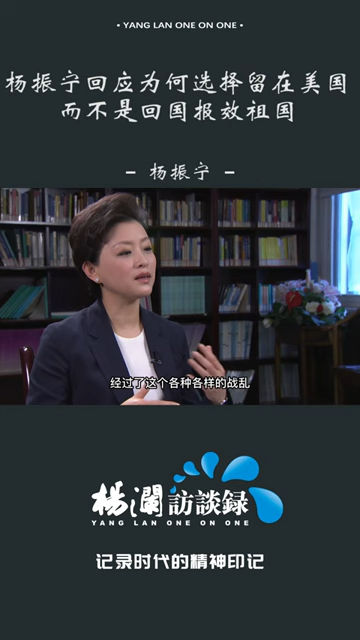 • YANG LAN ONE ON ONE •
杨振宁回应为何选择留在美国
而不是回国报效祖国
- 杨振宁 -
经过了这个各种各样的战乱
杨澜訪談録
YANG LAN ONE ON ONE
记录时代的精神印记